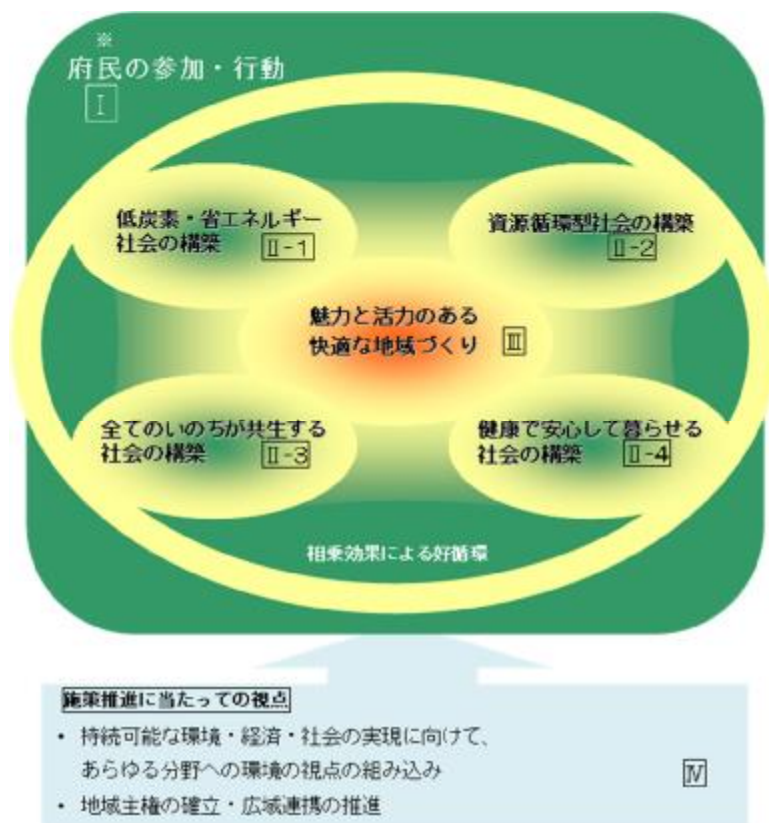 ※
府民の参加・行動
Ⅰ
低炭素・省エネルギー
社会の構築 Ⅱ-1
資源循環型社会の構築
Ⅱ-2
魅力と活力のある
快適な地域づくり Ⅲ
全てのいのちが共生する
社会の構築 Ⅱ-3
健康で安心して暮らせる
社会の構築 Ⅱ-4
相乗効果による好循環
施策推進に当たっての視点
・ 持続可能な環境・経済・社会の実現に向けて、
あらゆる分野への環境の視点の組み込み
Ⅳ
・ 地域主権の確立・広域連携の推進